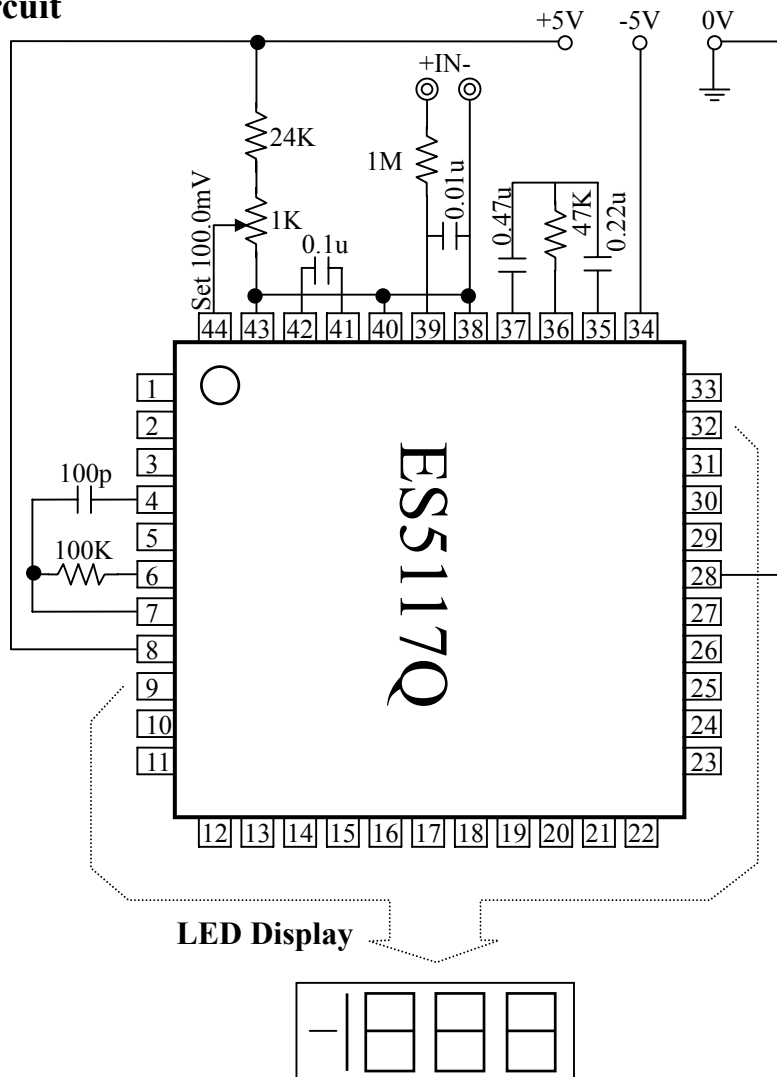 rcuit
+5V -5V 0V
+IN-
24K
1M
0.01u
0.47u
47K
0.22u
Set 100.0mV
1K
0.1u
44 43 42 41 40 39 38 37 36 35 34
1 33
2 32
3 31
100p 4 30
5 29
100K 6 28
7 27
8 26
9 25
10 24
11 23
ES5117Q
12 13 14 15 16 17 18 19 20 21 22
LED Display